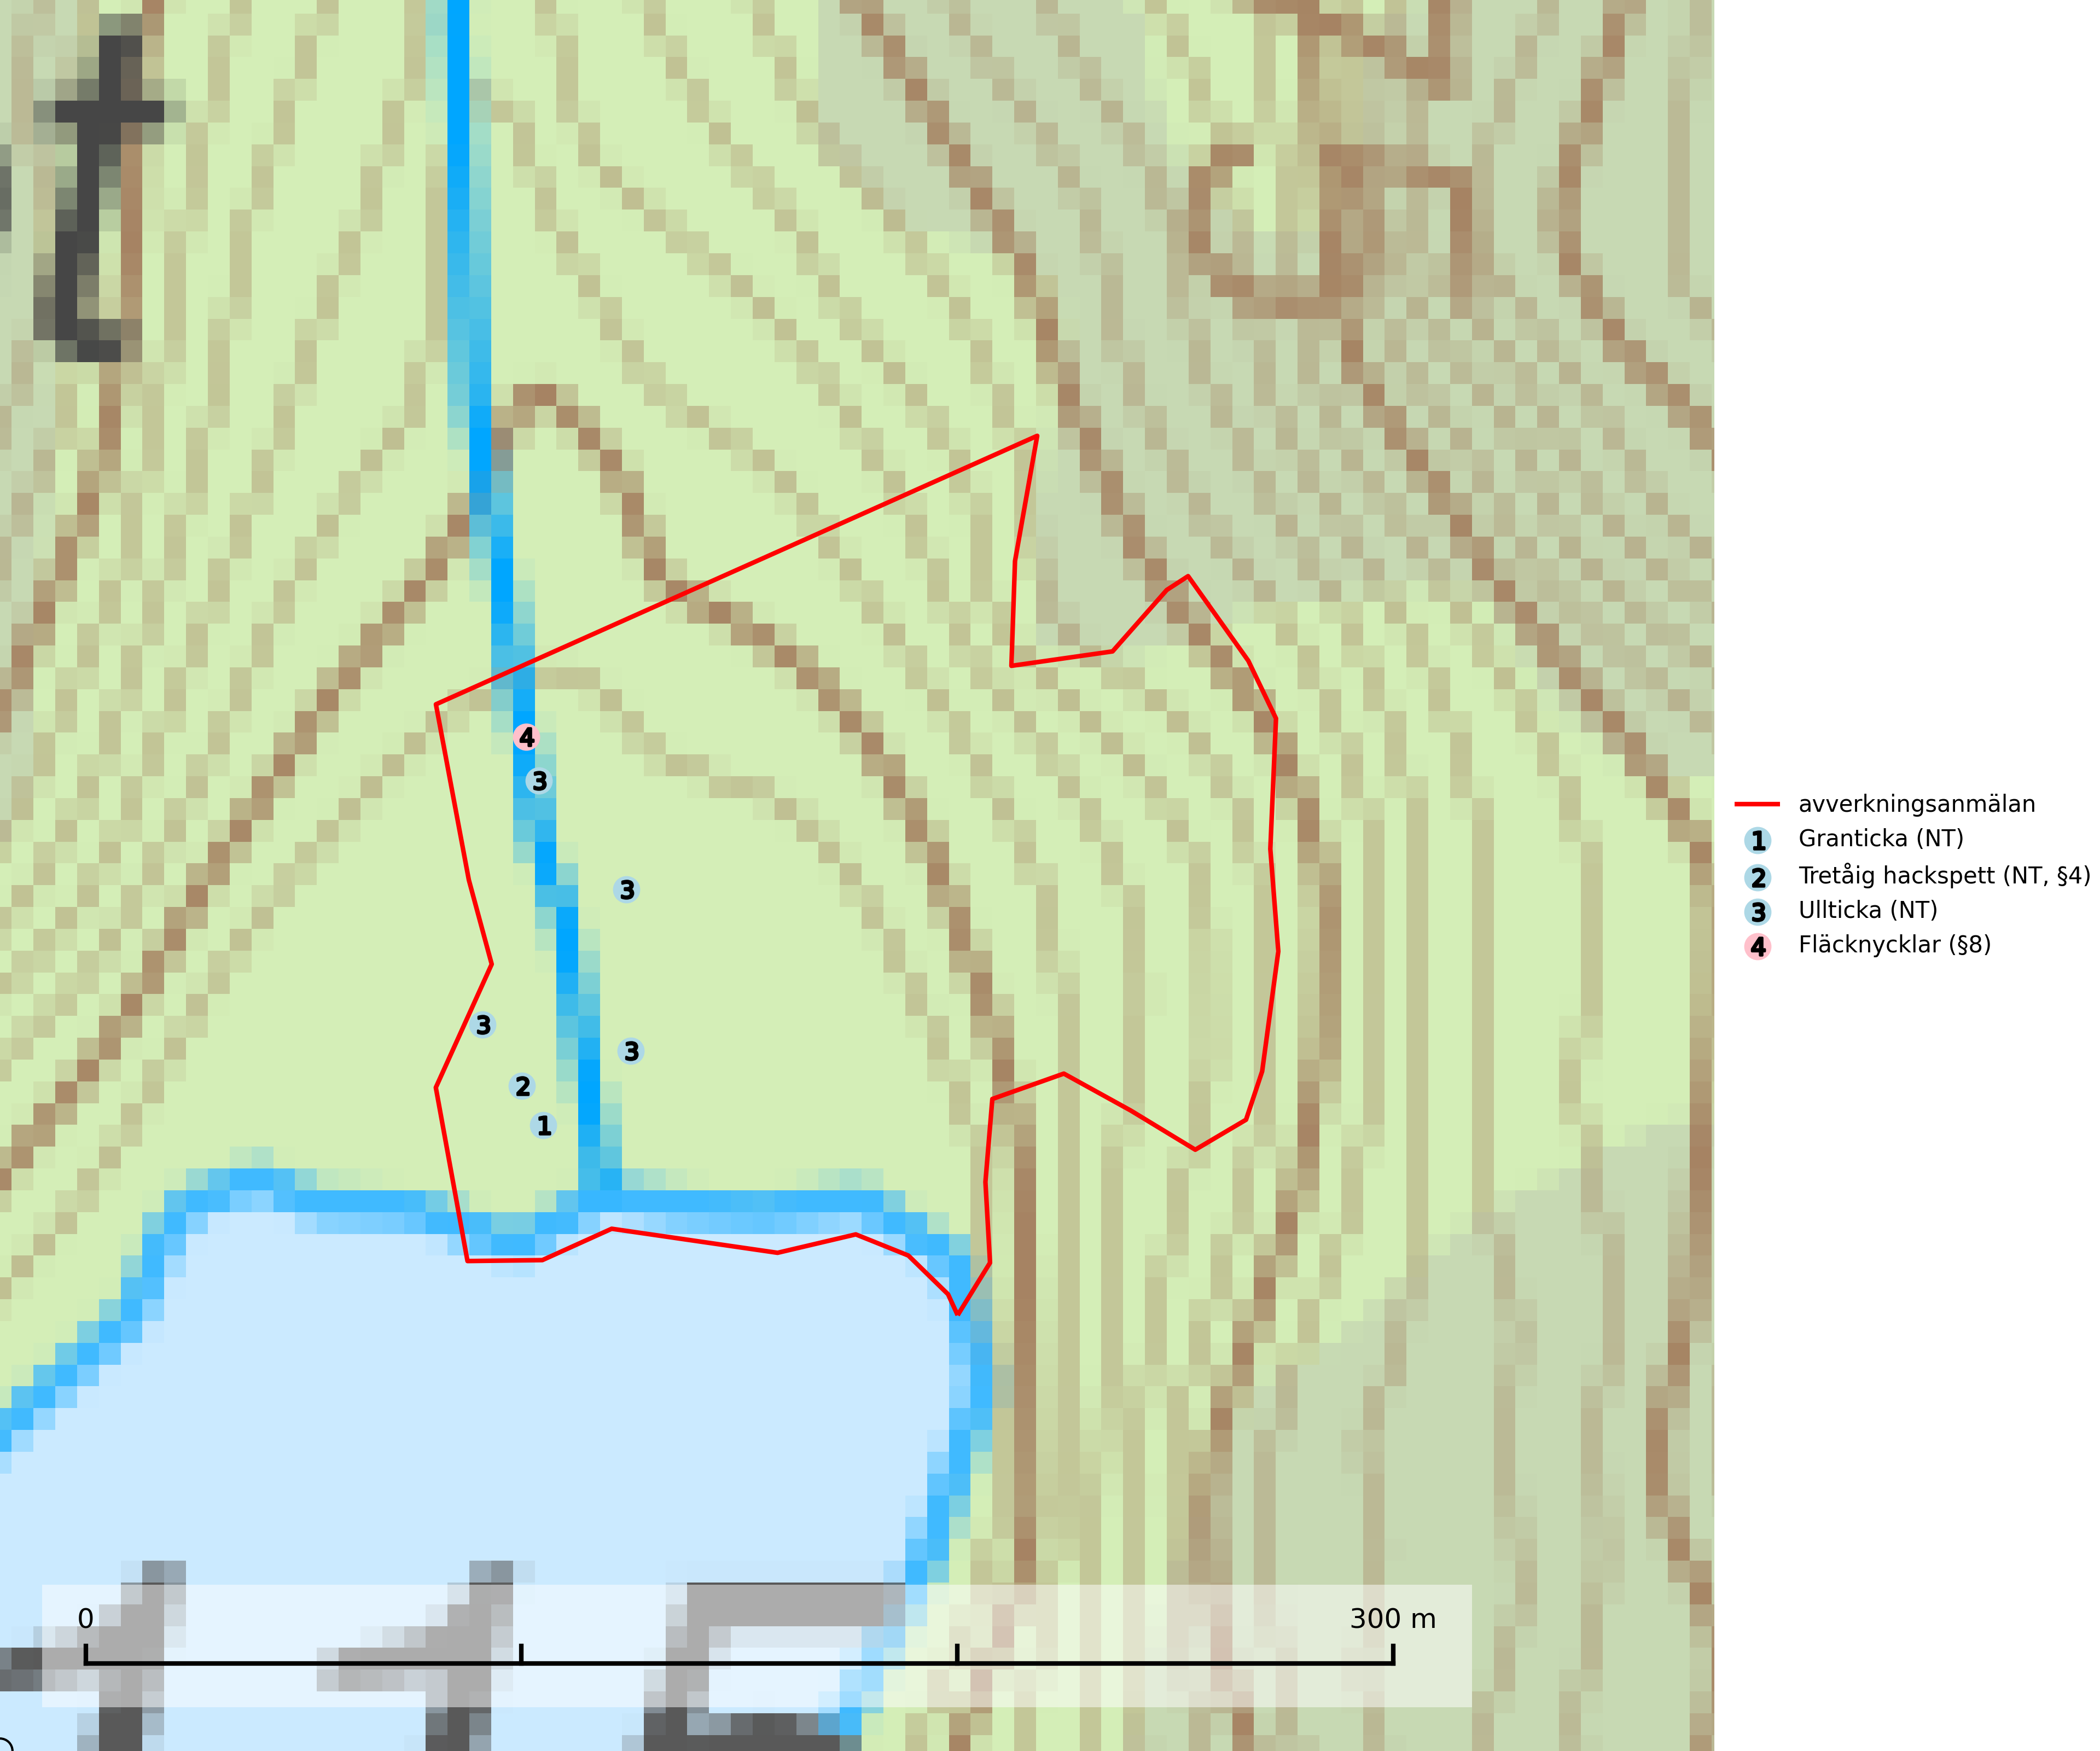 4
3
3
3
3
2
1
avverkningsanmälan
1 Granticka (NT)
2 Tretåig hackspett (NT, §4)
3 Ullticka (NT)
4 Fläcknycklar (§8)
0 300 m